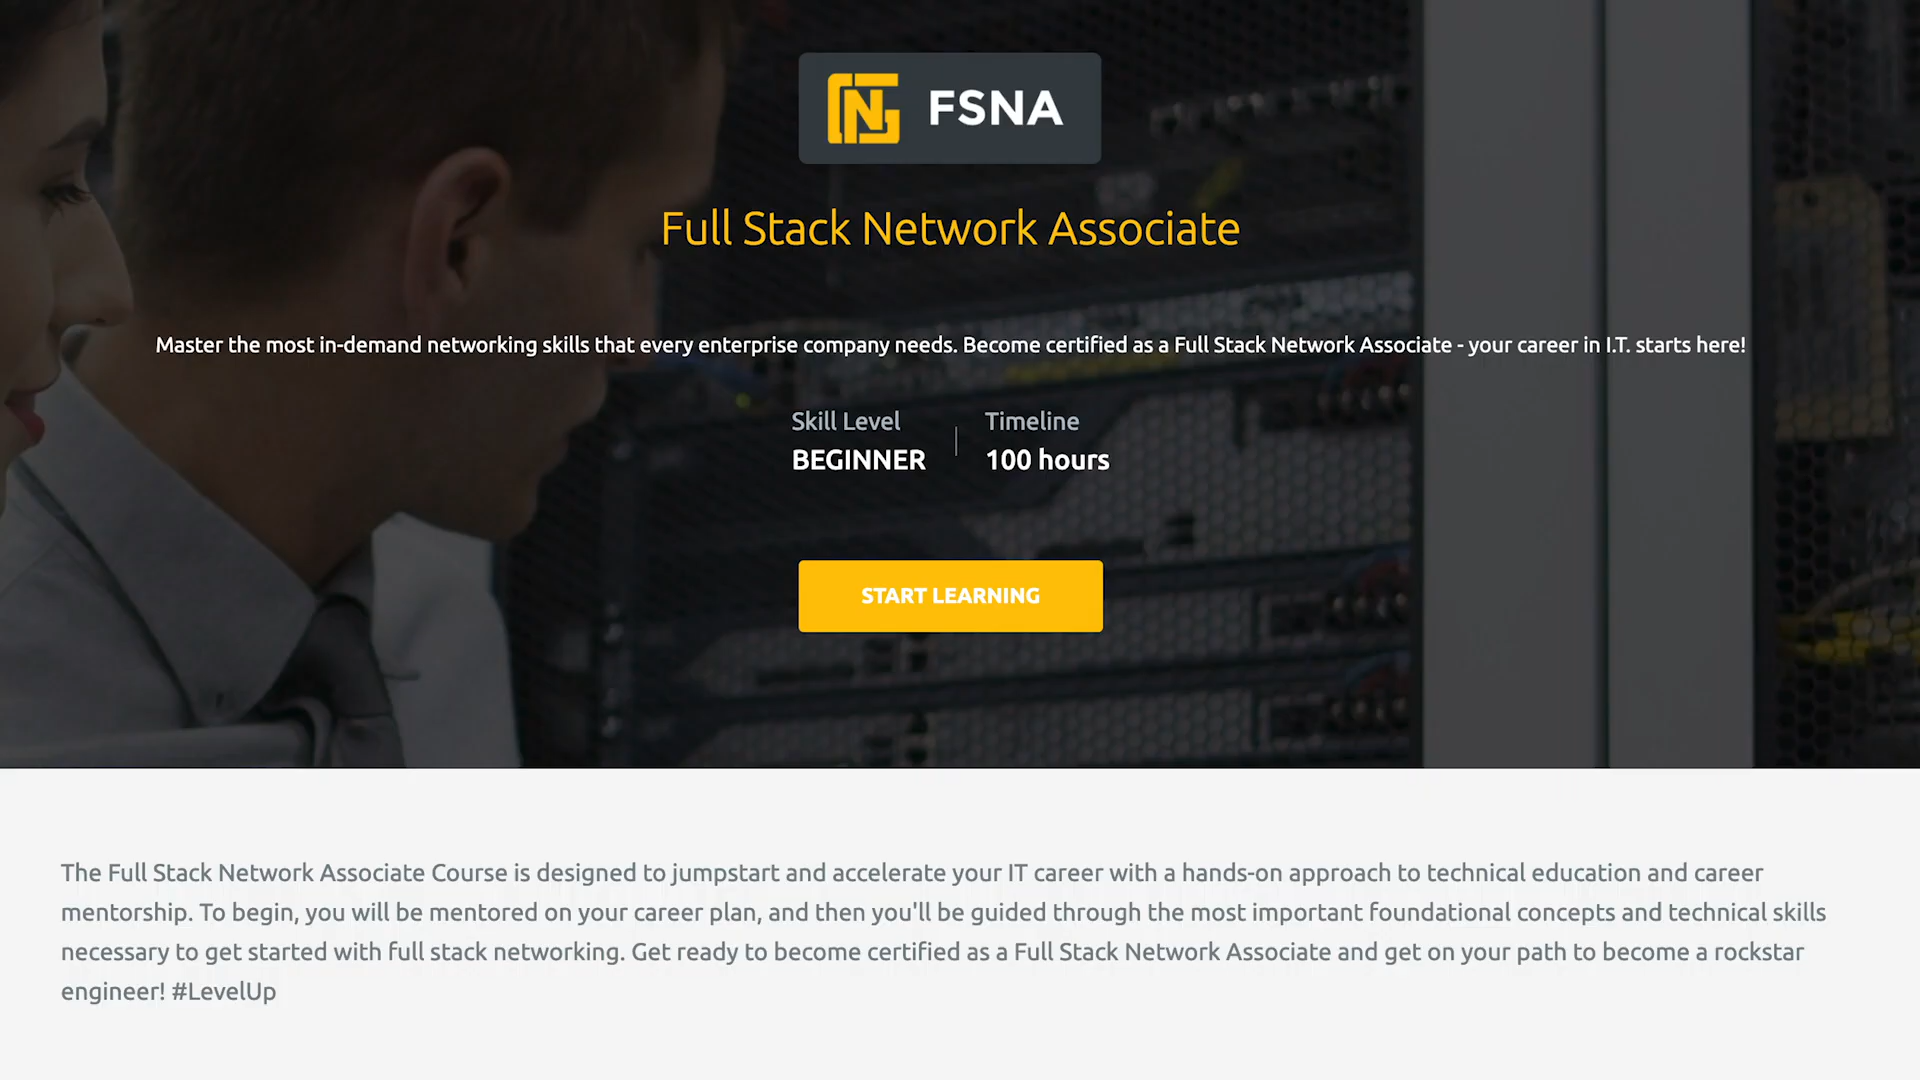 FSNA
Full Stack Network Associate
Master the most in-demand networking skills that every enterprise company needs. Become certified as a Full Stack Network Associate - your career in I.T. starts here!
Skill Level
BEGINNER
Timeline
100 hours
START LEARNING
The Full Stack Network Associate Course is designed to jumpstart and accelerate your IT career with a hands-on approach to technical education and career
mentorship. To begin, you will be mentored on your career plan, and then you'll be guided through the most important foundational concepts and technical skills
necessary to get started with full stack networking. Get ready to become certified as a Full Stack Network Associate and get on your path to become a rockstar
engineer! #LevelUp